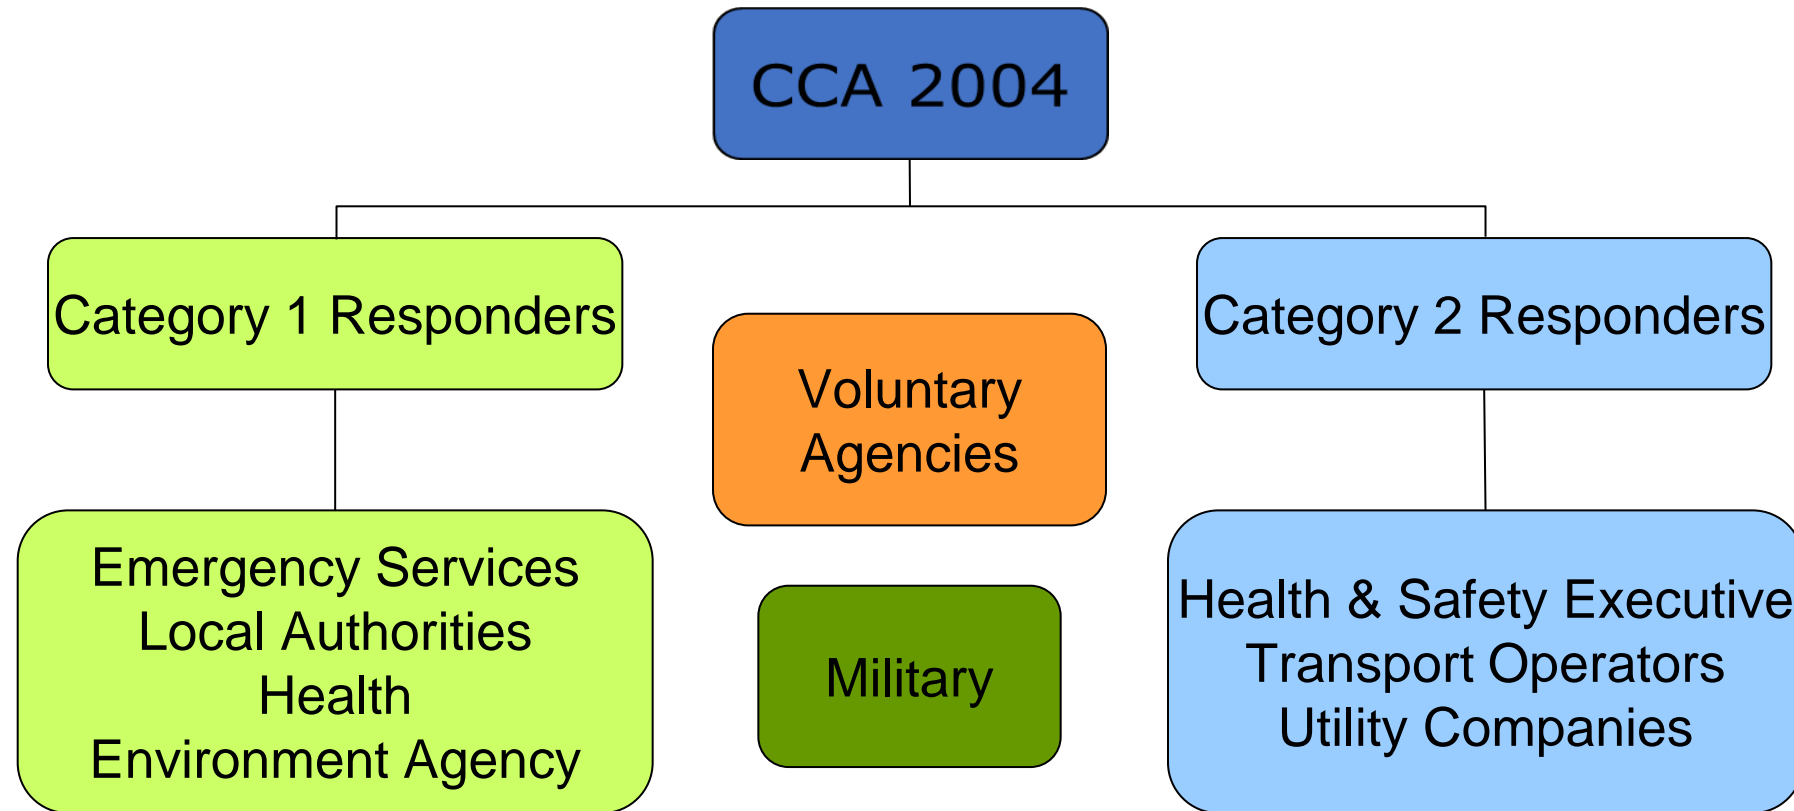 CCA 2004
Category 1 Responders
Category 2 Responders
Voluntary
Agencies
Emergency Services
Local Authorities
Health
Environment Agency
Military
Health & Safety Executive
Transport Operators
Utility Companies